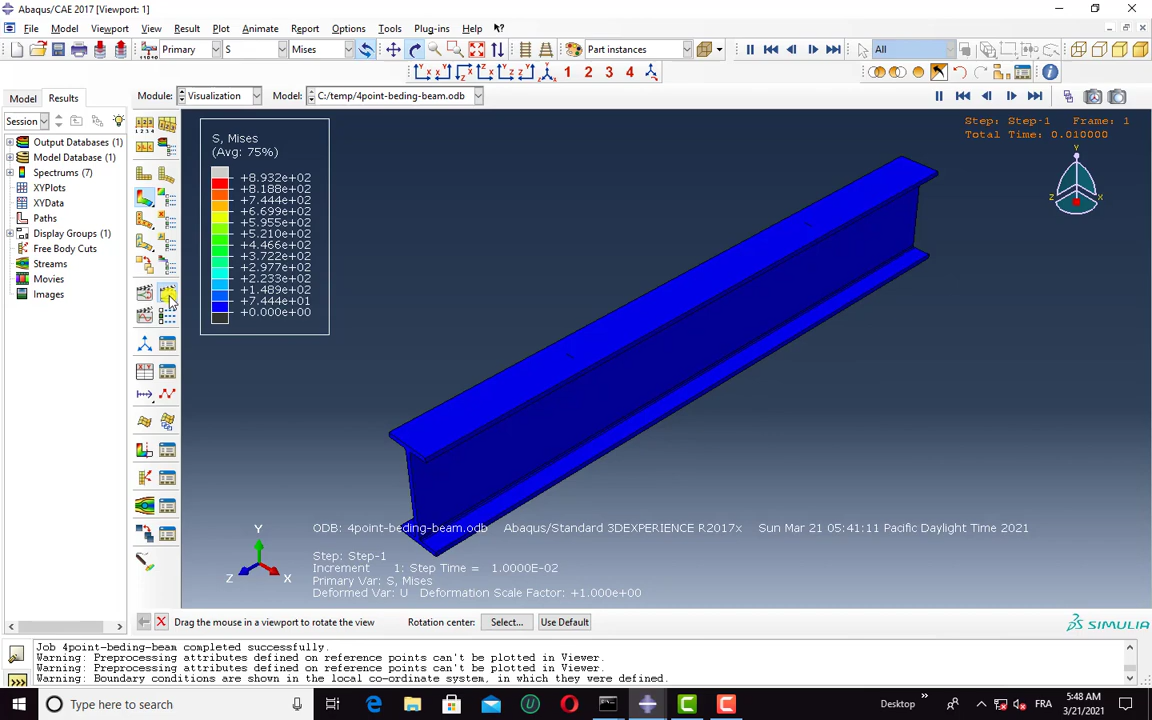 Abaqus/CAE 2017 [Viewport: 1]
File Model Viewport View Result Plot Animate Report Options Tools Plug-ins Help
Primary S Mises Part instances All
1 2 3 4
Model Results Module: Visualization Model: C:/temp/4point-beding-beam.odb
Session
Output Databases (1)
Model Database (1)
Spectrums (7)
XYPlots
XYData
Paths
Display Groups (1)
Free Body Cuts
Streams
Movies
Images
S, Mises
(Avg: 75%)
+8.932e+02
+8.188e+02
+7.444e+02
+6.699e+02
+5.955e+02
+5.210e+02
+4.466e+02
+3.722e+02
+2.977e+02
+2.233e+02
+1.489e+02
+7.444e+01
+0.000e+00
Step: Step-1 Frame: 1
Total Time: 0.010000
Y
Z X
ODB: 4point-beding-beam.odb Abaqus/Standard 3DEXPERIENCE R2017x Sun Mar 21 05:41:11 Pacific Daylight Time 2021
Y
Z X
Step: Step-1
Increment 1: Step Time = 1.0000E-02
Primary Var: S, Mises
Deformed Var: U Deformation Scale Factor: +1.000e+00
Drag the mouse in a viewport to rotate the view Rotation center: Select... Use Default
SIMULIA
Job 4point-beding-beam completed successfully.
Warning: Preprocessing attributes defined on reference points can't be plotted in Viewer.
Warning: Preprocessing attributes defined on reference points can't be plotted in Viewer.
Warning: Boundary conditions are shown in the local co-ordinate system, in which they were defined.
Type here to search
Desktop
FRA
5:48 AM
3/21/2021